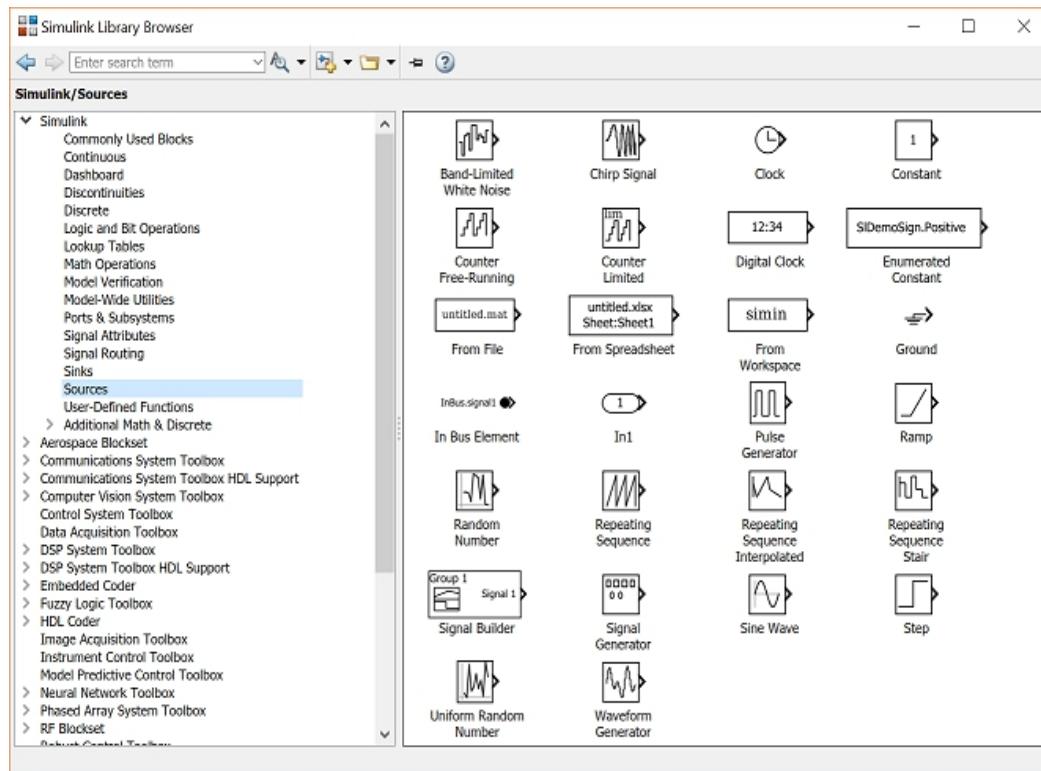 Simulink Library Browser
Enter search term
Simulink/Sources
Simulink
Commonly Used Blocks
Continuous
Dashboard
Discontinuities
Discrete
Logic and Bit Operations
Lookup Tables
Math Operations
Model Verification
Model-Wide Utilities
Ports & Subsystems
Signal Attributes
Signal Routing
Sinks
Sources
User-Defined Functions
Additional Math & Discrete
Aerospace Blockset
Communications System Toolbox
Communications System Toolbox HDL Support
Computer Vision System Toolbox
Control System Toolbox
Data Acquisition Toolbox
DSP System Toolbox
DSP System Toolbox HDL Support
Embedded Coder
Fuzzy Logic Toolbox
HDL Coder
Image Acquisition Toolbox
Instrument Control Toolbox
Model Predictive Control Toolbox
Neural Network Toolbox
Phased Array System Toolbox
RF Blockset
Band-Limited
White Noise
Chirp Signal
Clock
1
Constant
Counter
Free-Running
lim
Counter
Limited
12:34
Digital Clock
SlDemoSign.Positive
Enumerated
Constant
untitled.mat
From File
untitled.xlsx
Sheet:Sheet1
From Spreadsheet
simin
From
Workspace
Ground
InBus.signal1
In Bus Element
1
In1
Pulse
Generator
Ramp
Random
Number
Repeating
Sequence
Repeating
Sequence
Interpolated
Repeating
Sequence
Stair
Group 1
Signal 1
Signal Builder
Signal
Generator
Sine Wave
Step
Uniform Random
Number
Waveform
Generator